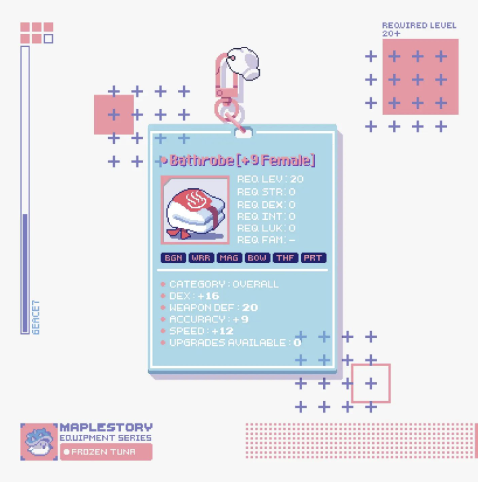 REQUIRED LEVEL
20+
Bathrobe [+9 Female]
REQ LEV : 20
REQ STR : 0
REQ DEX : 0
REQ INT : 0
REQ LUK : 0
REQ FAM : -
BGN WRR MAG BOW THF PRT
CATEGORY : OVERALL
DEX : +16
WEAPON DEF : 20
ACCURACY : +9
SPEED : +12
UPGRADES AVAILABLE : 0
MAPLESTORY
EQUIPMENT SERIES
FROZEN TUNA